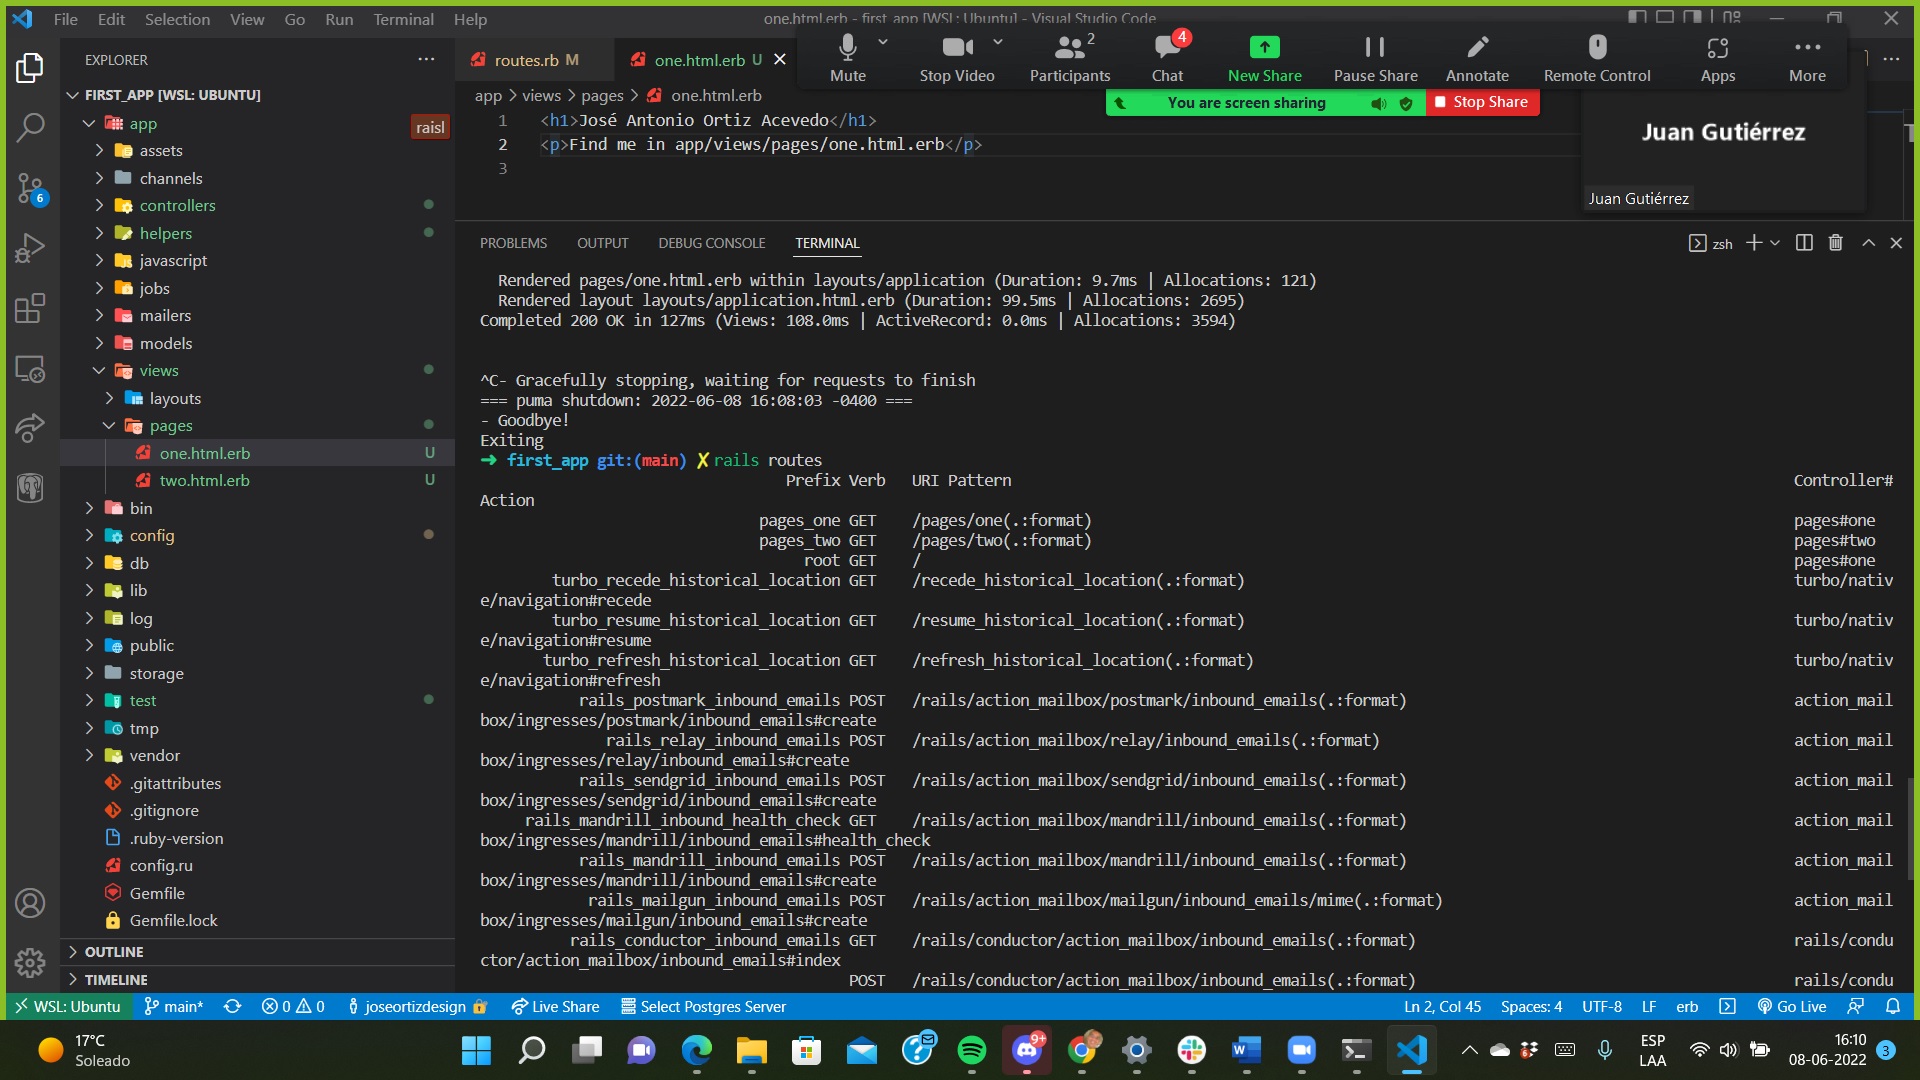 File Edit Selection View Go Run Terminal Help
one.html.erb - first_app [WSL: Ubuntu] - Visual Studio Code
Mute
Stop Video
2
Participants
4
Chat
New Share
Pause Share
Annotate
Remote Control
Apps
More
You are screen sharing
Stop Share
Juan Gutiérrez
Juan Gutiérrez
EXPLORER
FIRST_APP [WSL: UBUNTU]
app
raisl
assets
channels
controllers
helpers
javascript
jobs
mailers
models
views
layouts
pages
one.html.erb U
two.html.erb U
bin
config
db
lib
log
public
storage
test
tmp
vendor
.gitattributes
.gitignore
.ruby-version
config.ru
Gemfile
Gemfile.lock
OUTLINE
TIMELINE
6
routes.rb M
one.html.erb U
app > views > pages > one.html.erb
1 <h1>José Antonio Ortiz Acevedo</h1>
2 <p>Find me in app/views/pages/one.html.erb</p>
3
PROBLEMS OUTPUT DEBUG CONSOLE TERMINAL
zsh
Rendered pages/one.html.erb within layouts/application (Duration: 9.7ms | Allocations: 121)
Rendered layout layouts/application.html.erb (Duration: 99.5ms | Allocations: 2695)
Completed 200 OK in 127ms (Views: 108.0ms | ActiveRecord: 0.0ms | Allocations: 3594)
^C- Gracefully stopping, waiting for requests to finish
=== puma shutdown: 2022-06-08 16:08:03 -0400 ===
- Goodbye!
Exiting
➜ first_app git:(main) ✗ rails routes
Prefix Verb URI Pattern Controller#
Action
pages_one GET /pages/one(.:format) pages#one
pages_two GET /pages/two(.:format) pages#two
root GET / pages#one
turbo_recede_historical_location GET /recede_historical_location(.:format) turbo/nativ
e/navigation#recede
turbo_resume_historical_location GET /resume_historical_location(.:format) turbo/nativ
e/navigation#resume
turbo_refresh_historical_location GET /refresh_historical_location(.:format) turbo/nativ
e/navigation#refresh
rails_postmark_inbound_emails POST /rails/action_mailbox/postmark/inbound_emails(.:format) action_mail
box/ingresses/postmark/inbound_emails#create
rails_relay_inbound_emails POST /rails/action_mailbox/relay/inbound_emails(.:format) action_mail
box/ingresses/relay/inbound_emails#create
rails_sendgrid_inbound_emails POST /rails/action_mailbox/sendgrid/inbound_emails(.:format) action_mail
box/ingresses/sendgrid/inbound_emails#create
rails_mandrill_inbound_health_check GET /rails/action_mailbox/mandrill/inbound_emails(.:format) action_mail
box/ingresses/mandrill/inbound_emails#health_check
rails_mandrill_inbound_emails POST /rails/action_mailbox/mandrill/inbound_emails(.:format) action_mail
box/ingresses/mandrill/inbound_emails#create
rails_mailgun_inbound_emails POST /rails/action_mailbox/mailgun/inbound_emails/mime(.:format) action_mail
box/ingresses/mailgun/inbound_emails#create
rails_conductor_inbound_emails GET /rails/conductor/action_mailbox/inbound_emails(.:format) rails/condu
ctor/action_mailbox/inbound_emails#index
POST /rails/conductor/action_mailbox/inbound_emails(.:format) rails/condu
WSL: Ubuntu main* 0 0 joseortizdesign Live Share Select Postgres Server
Ln 2, Col 45 Spaces: 4 UTF-8 LF erb Go Live
17°C
Soleado
9+
ESP
LAA
16:10
08-06-2022
3